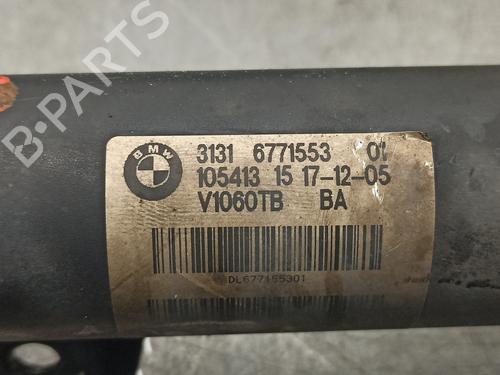 B-PARTS
BMW
3131 6771553 01
105413 15 17-12-05
V1060TB BA
DL677155301